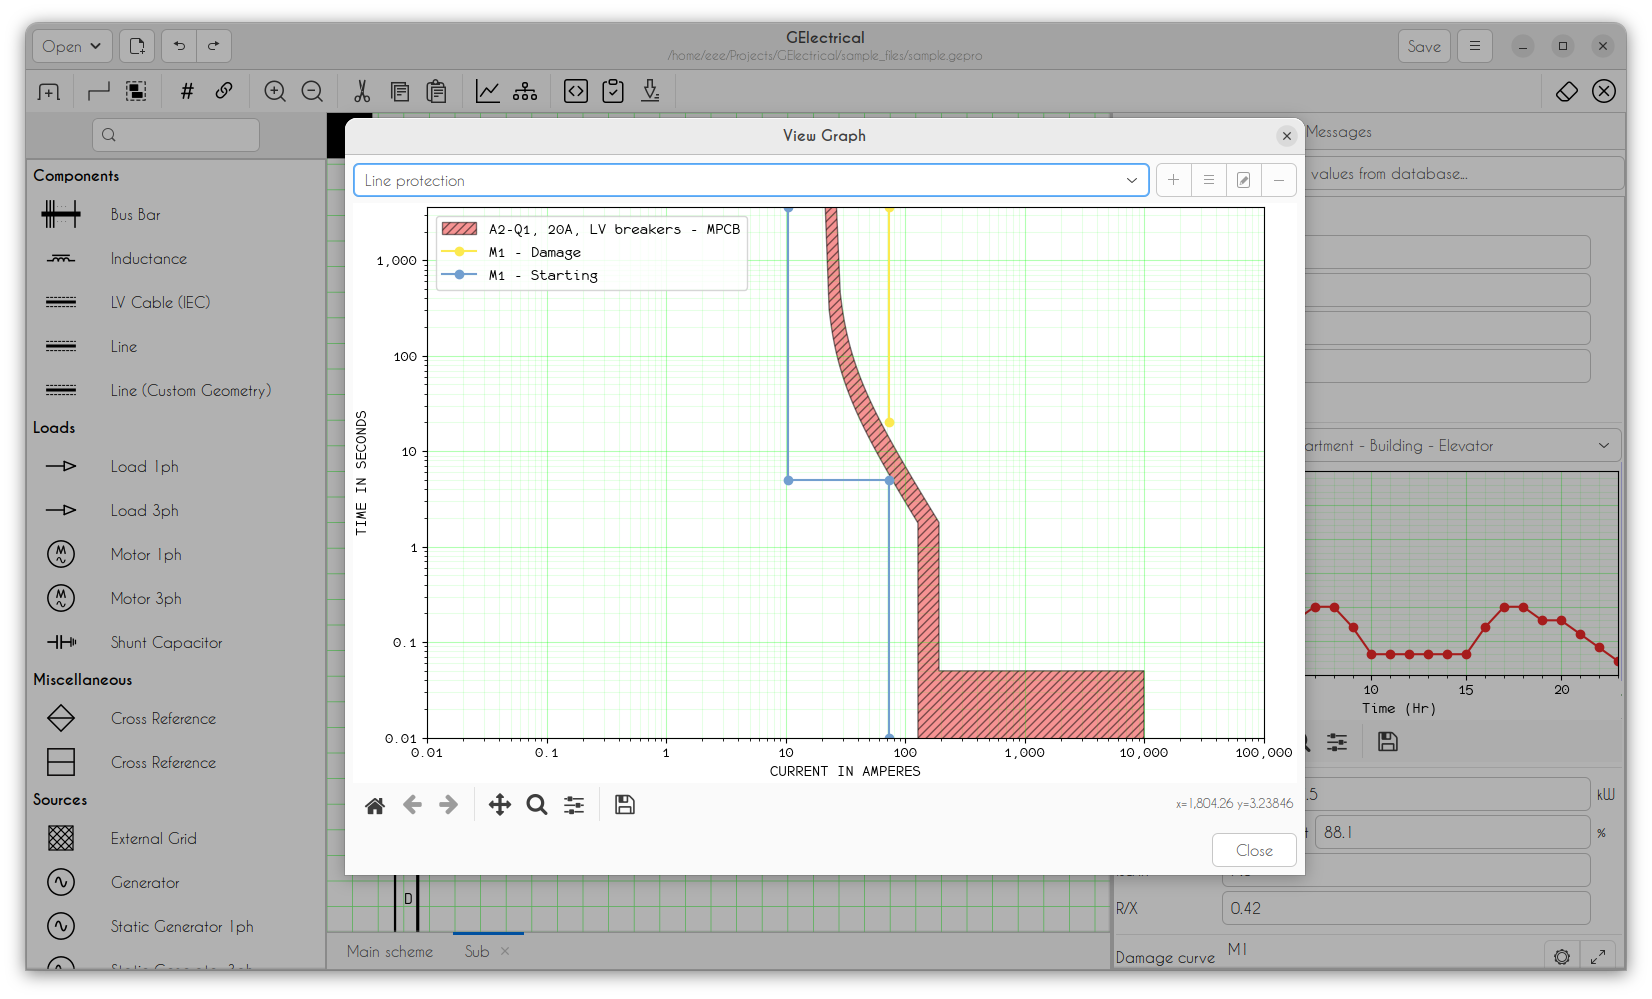 Open
GElectrical
/home/eee/Projects/GElectrical/sample_files/sample.gepro
Save
Messages
values from database...
Components
Bus Bar
Inductance
LV Cable (IEC)
Line
Line (Custom Geometry)
Loads
Load 1ph
Load 3ph
Motor 1ph
Motor 3ph
Shunt Capacitor
Miscellaneous
Cross Reference
Cross Reference
Sources
External Grid
Generator
Static Generator 1ph
View Graph
Line protection
A2-Q1, 20A, LV breakers - MPCB
M1 - Damage
M1 - Starting
1,000
100
10
1
0.1
0.01
TIME IN SECONDS
0.01 0.1 1 10 100 1,000 10,000 100,000
CURRENT IN AMPERES
x=1,804.26 y=3.23846
Close
artment - Building - Elevator
10 15 20
Time (Hr)
.5 kW
88.1 %
R/X 0.42
Damage curve M1
D
Main scheme Sub